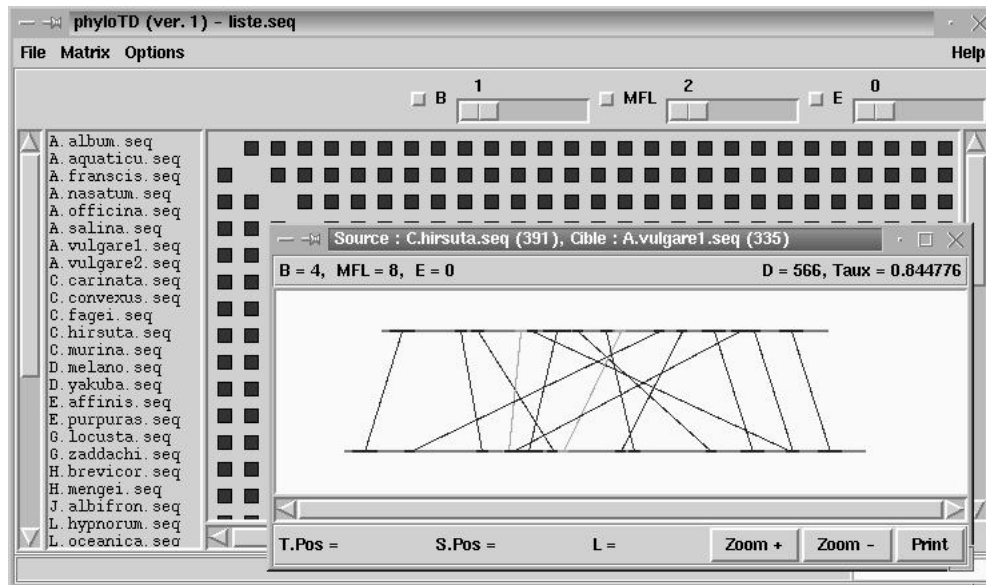 phyloTD (ver. 1) - liste.seq
File Matrix Options Help
B 1 MFL 2 E 0
A.album.seq
A.aquaticu.seq
A.franscis.seq
A.nasatum.seq
A.officina.seq
A.salina.seq
A.vulgare1.seq
A.vulgare2.seq
C.carinata.seq
C.convexus.seq
C.fagei.seq
C.hirsuta.seq
C.murina.seq
D.melano.seq
D.yakuba.seq
E.affinis.seq
E.purpuras.seq
G.locusta.seq
G.zaddachi.seq
H.brevicor.seq
H.mengei.seq
J.albifron.seq
L.hypnorum.seq
L.oceanica.seq
Source : C.hirsuta.seq (391), Cible : A.vulgare1.seq (335)
B = 4, MFL = 8, E = 0 D = 566, Taux = 0.844776
T.Pos = S.Pos = L = Zoom + Zoom - Print